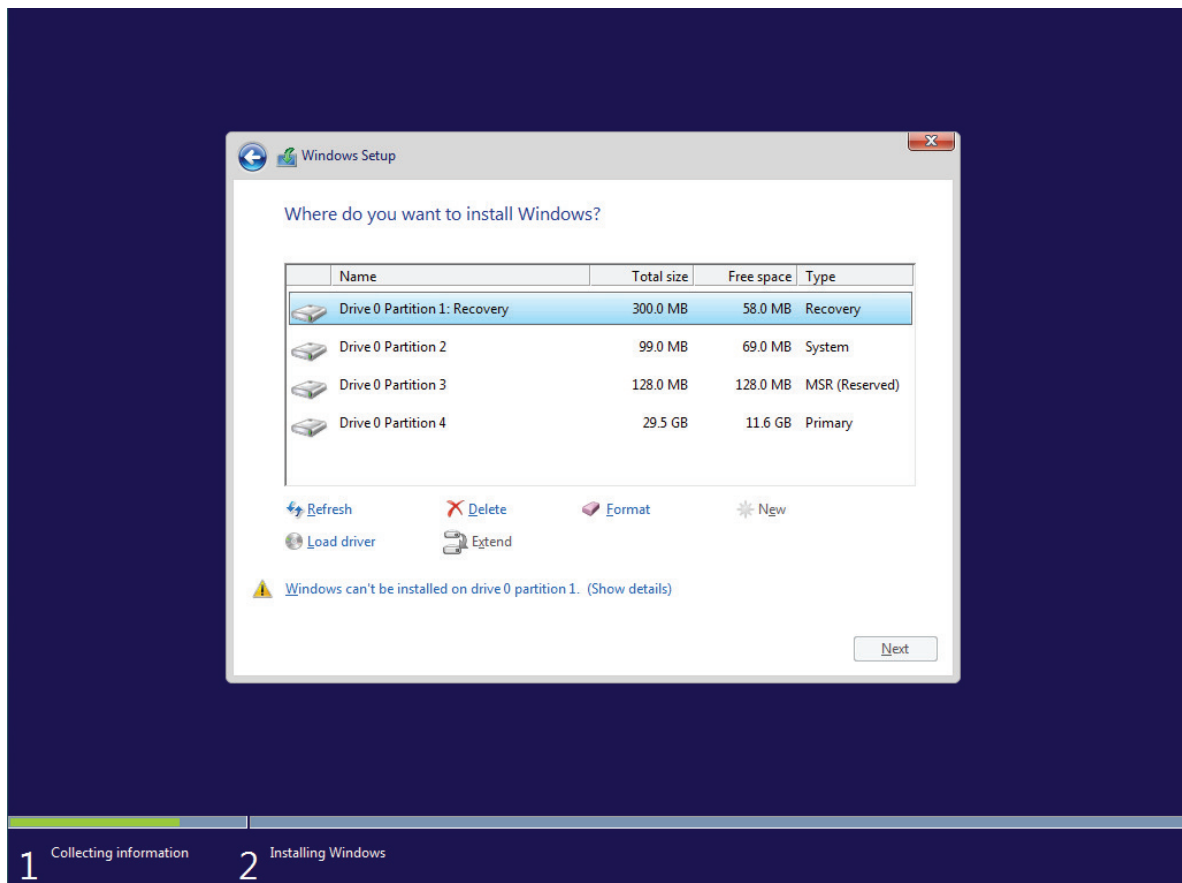 Windows Setup
Where do you want to install Windows?
Name Total size Free space Type
Drive 0 Partition 1: Recovery 300.0 MB 58.0 MB Recovery
Drive 0 Partition 2 99.0 MB 69.0 MB System
Drive 0 Partition 3 128.0 MB 128.0 MB MSR (Reserved)
Drive 0 Partition 4 29.5 GB 11.6 GB Primary
Refresh Delete Format New
Load driver Extend
Windows can't be installed on drive 0 partition 1. (Show details)
Next
1 Collecting information 2 Installing Windows